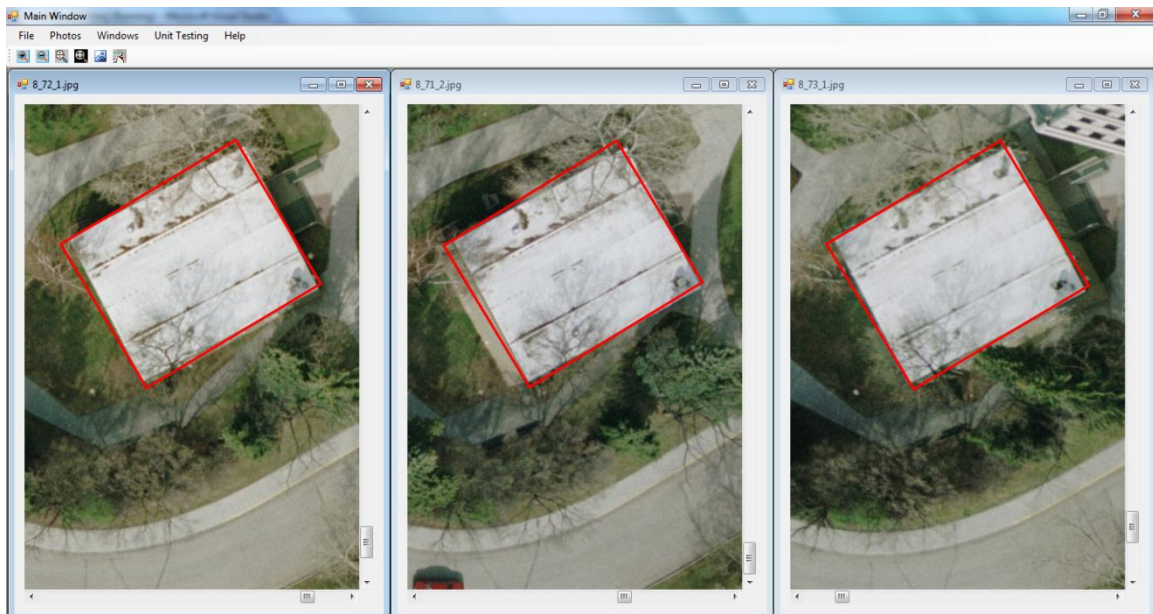 Main Window
File Photos Windows Unit Testing Help
8_72_1.jpg
8_71_2.jpg
8_73_1.jpg